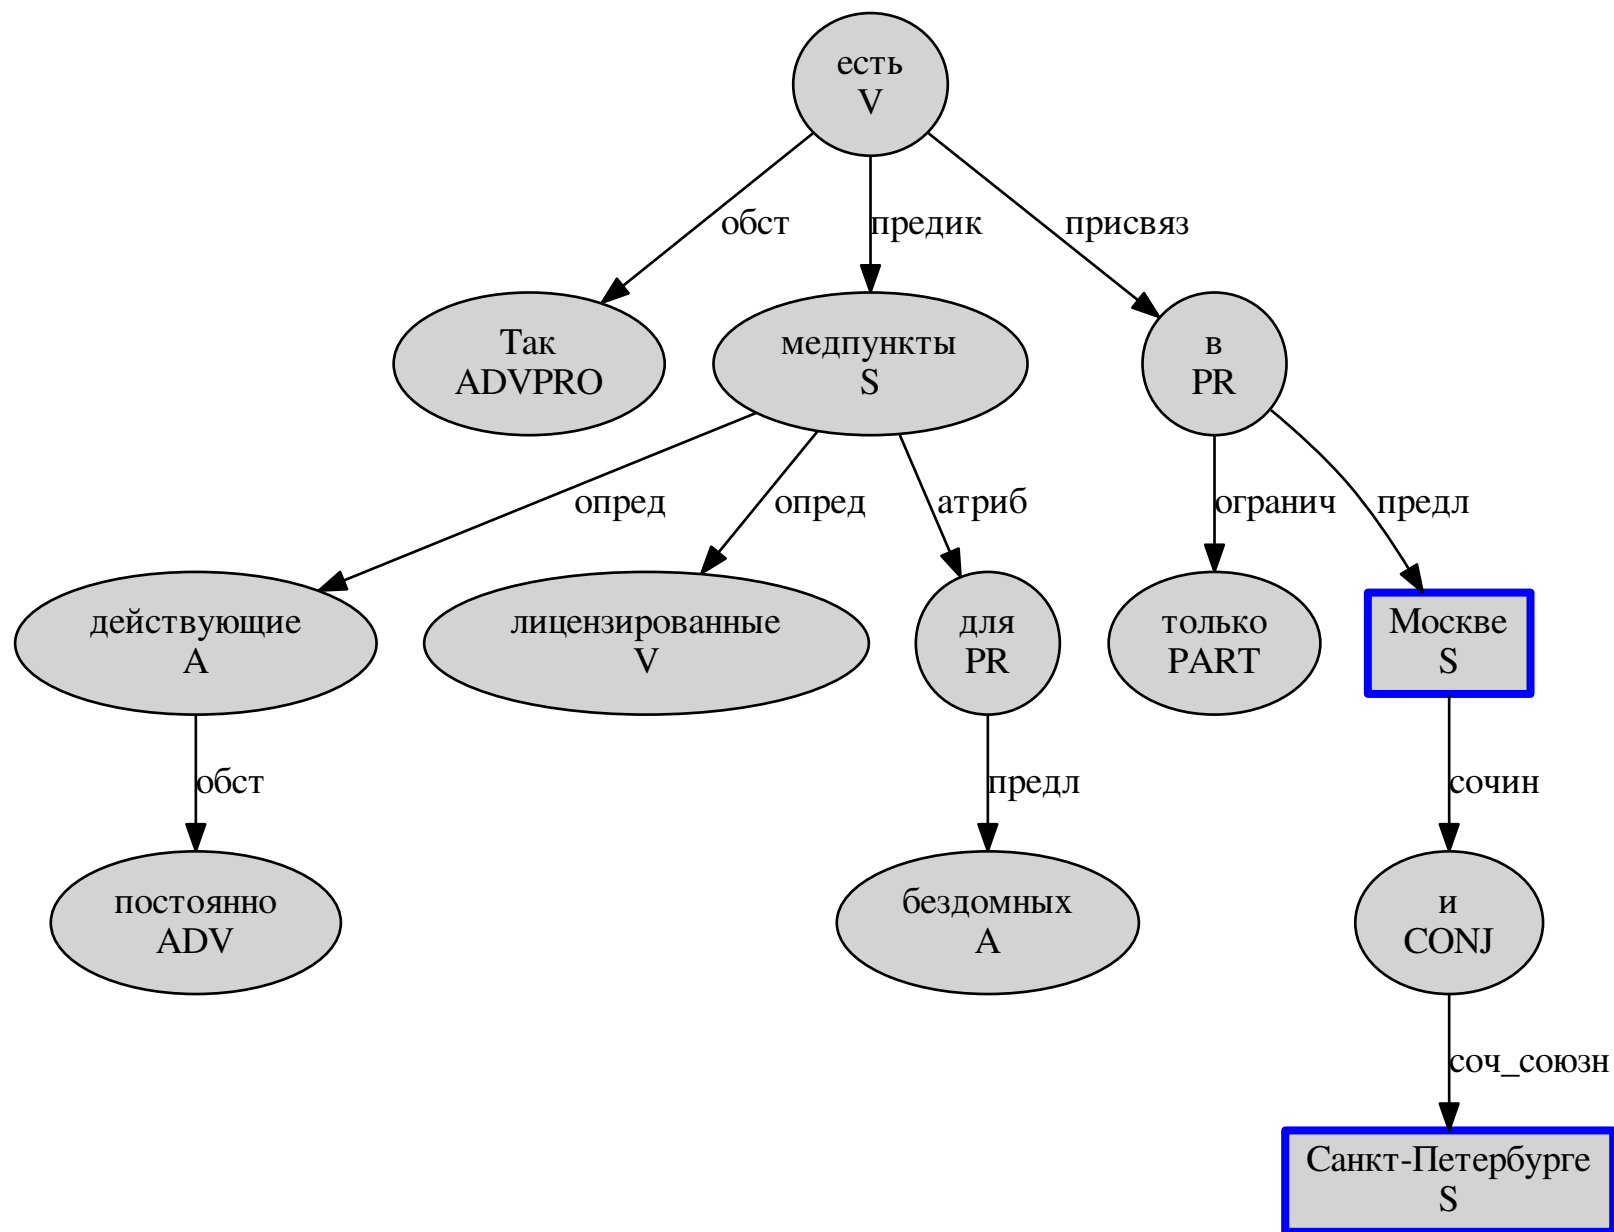 есть
V
обст
предик
присвяз
Так
ADVPRO
медпункты
S
в
PR
опред
опред
атриб
огранич
предл
действующие
A
лицензированные
V
для
PR
только
PART
Москве
S
обст
предл
сочин
постоянно
ADV
бездомных
A
и
CONJ
соч_союзн
Санкт-Петербурге
S